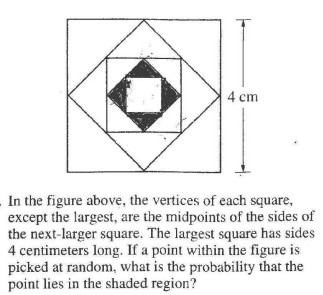 4 cm
. In the figure above, the vertices of each square,
except the largest, are the midpoints of the sides of
the next-larger square. The largest square has sides
4 centimeters long. If a point within the figure is
picked at random, what is the probability that the
point lies in the shaded region?